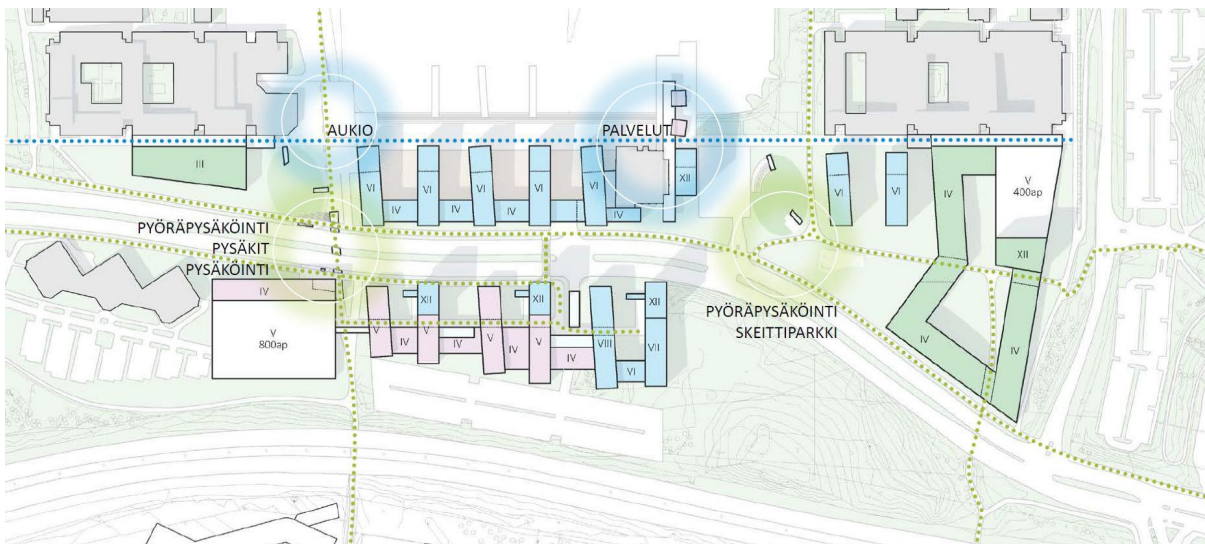 AUKIO
PALVELUT
III
VI
VI
VI
VI
VI
XII
IV
IV
IV
IV
VI
VI
IV
V
400ap
XII
IV
IV
PYÖRÄPYSÄKÖINTI
PYSÄKIT
PYSÄKÖINTI
PYÖRÄPYSÄKÖINTI
SKEITTIPARKKI
IV
V
800ap
V
IV
XII
V
IV
V
IV
XII
V
IV
VIII
VI
XII
VII